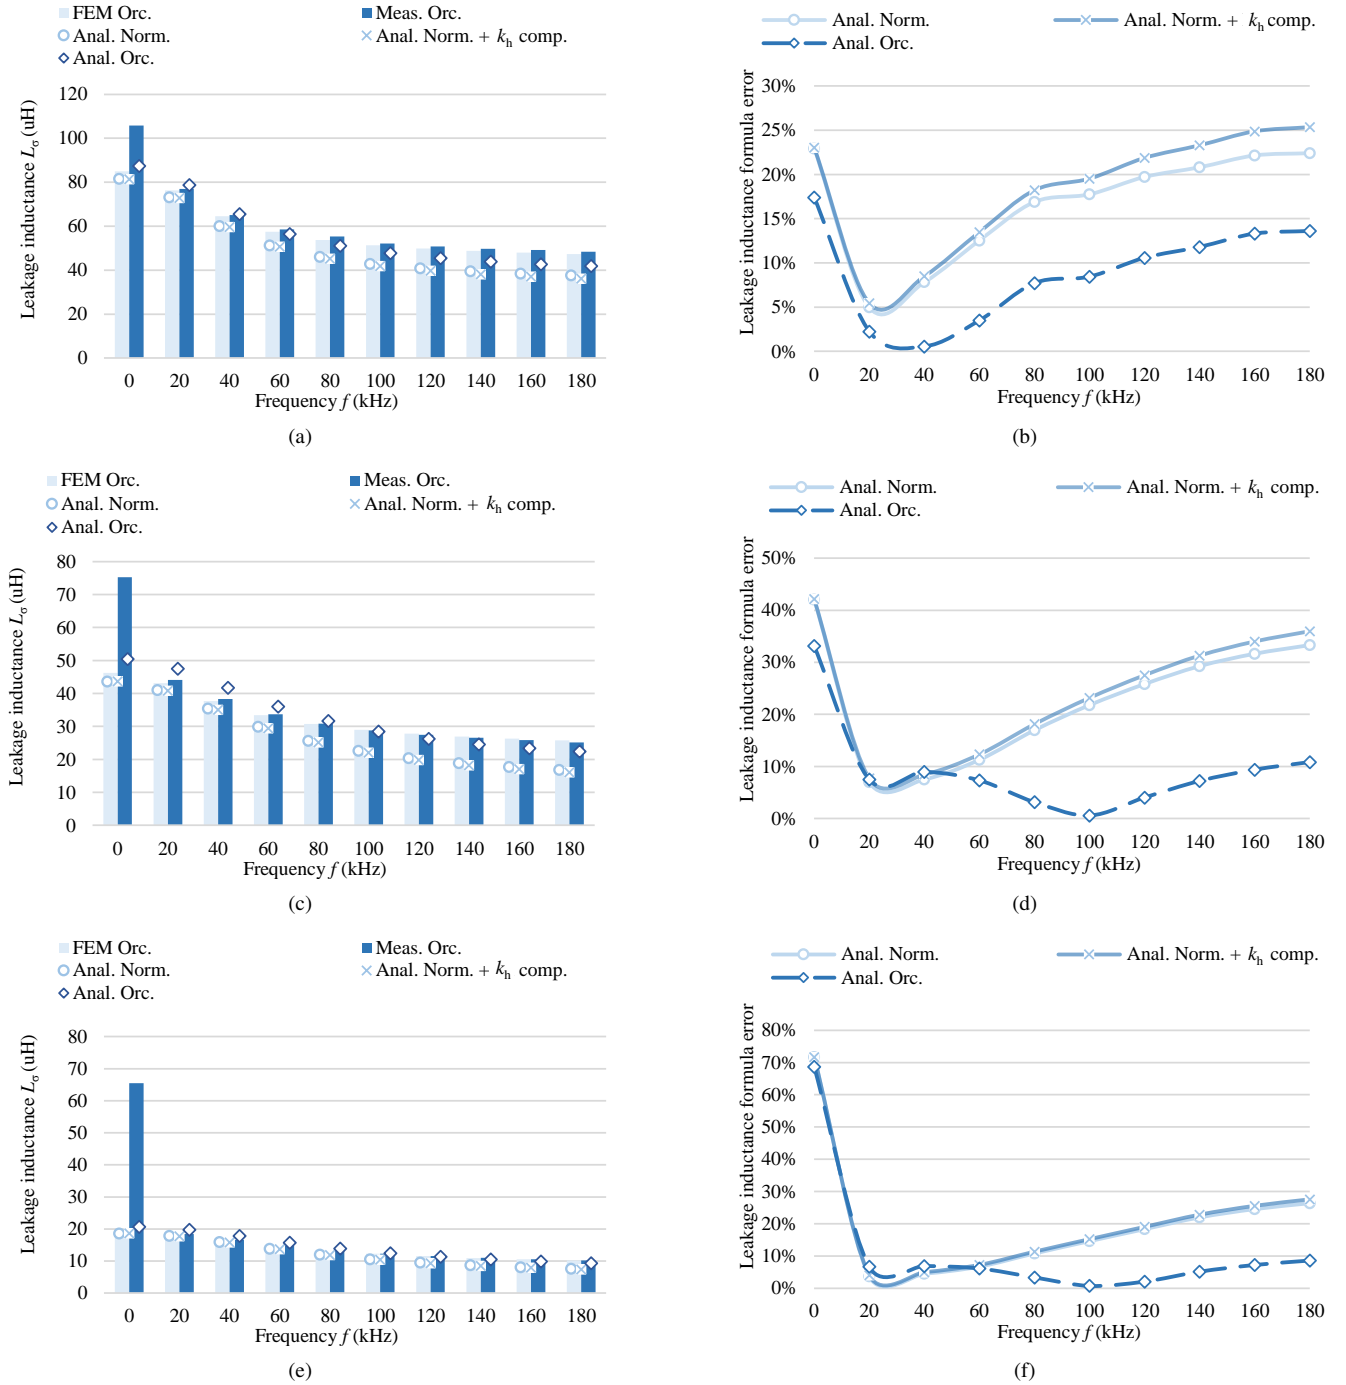 FEM Orc. Meas. Orc.
Anal. Norm. Anal. Norm. + kh comp.
Anal. Orc.
Leakage inductance Lσ (uH)
120
100
80
60
40
20
0
0 20 40 60 80 100 120 140 160 180
Frequency f (kHz)
(a)
Anal. Norm. Anal. Norm. + kh comp.
Anal. Orc.
Leakage inductance formula error
30%
25%
20%
15%
10%
5%
0%
0 20 40 60 80 100 120 140 160 180
Frequency f (kHz)
(b)
FEM Orc. Meas. Orc.
Anal. Norm. Anal. Norm. + kh comp.
Anal. Orc.
Leakage inductance Lσ (uH)
80
70
60
50
40
30
20
10
0
0 20 40 60 80 100 120 140 160 180
Frequency f (kHz)
(c)
Anal. Norm. Anal. Norm. + kh comp.
Anal. Orc.
Leakage inductance formula error
50%
40%
30%
20%
10%
0%
0 20 40 60 80 100 120 140 160 180
Frequency f (kHz)
(d)
FEM Orc. Meas. Orc.
Anal. Norm. Anal. Norm. + kh comp.
Anal. Orc.
Leakage inductance Lσ (uH)
80
70
60
50
40
30
20
10
0
0 20 40 60 80 100 120 140 160 180
Frequency f (kHz)
(e)
Anal. Norm. Anal. Norm. + kh comp.
Anal. Orc.
Leakage inductance formula error
80%
70%
60%
50%
40%
30%
20%
10%
0%
0 20 40 60 80 100 120 140 160 180
Frequency f (kHz)
(f)